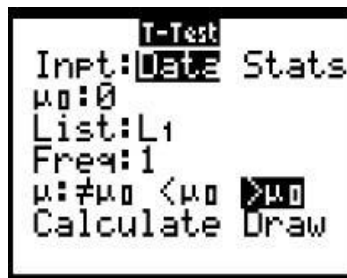 T-Test
Inpt:Data Stats
μ0:0
List:L1
Freq:1
μ:≠μ0 <μ0 >μ0
Calculate Draw